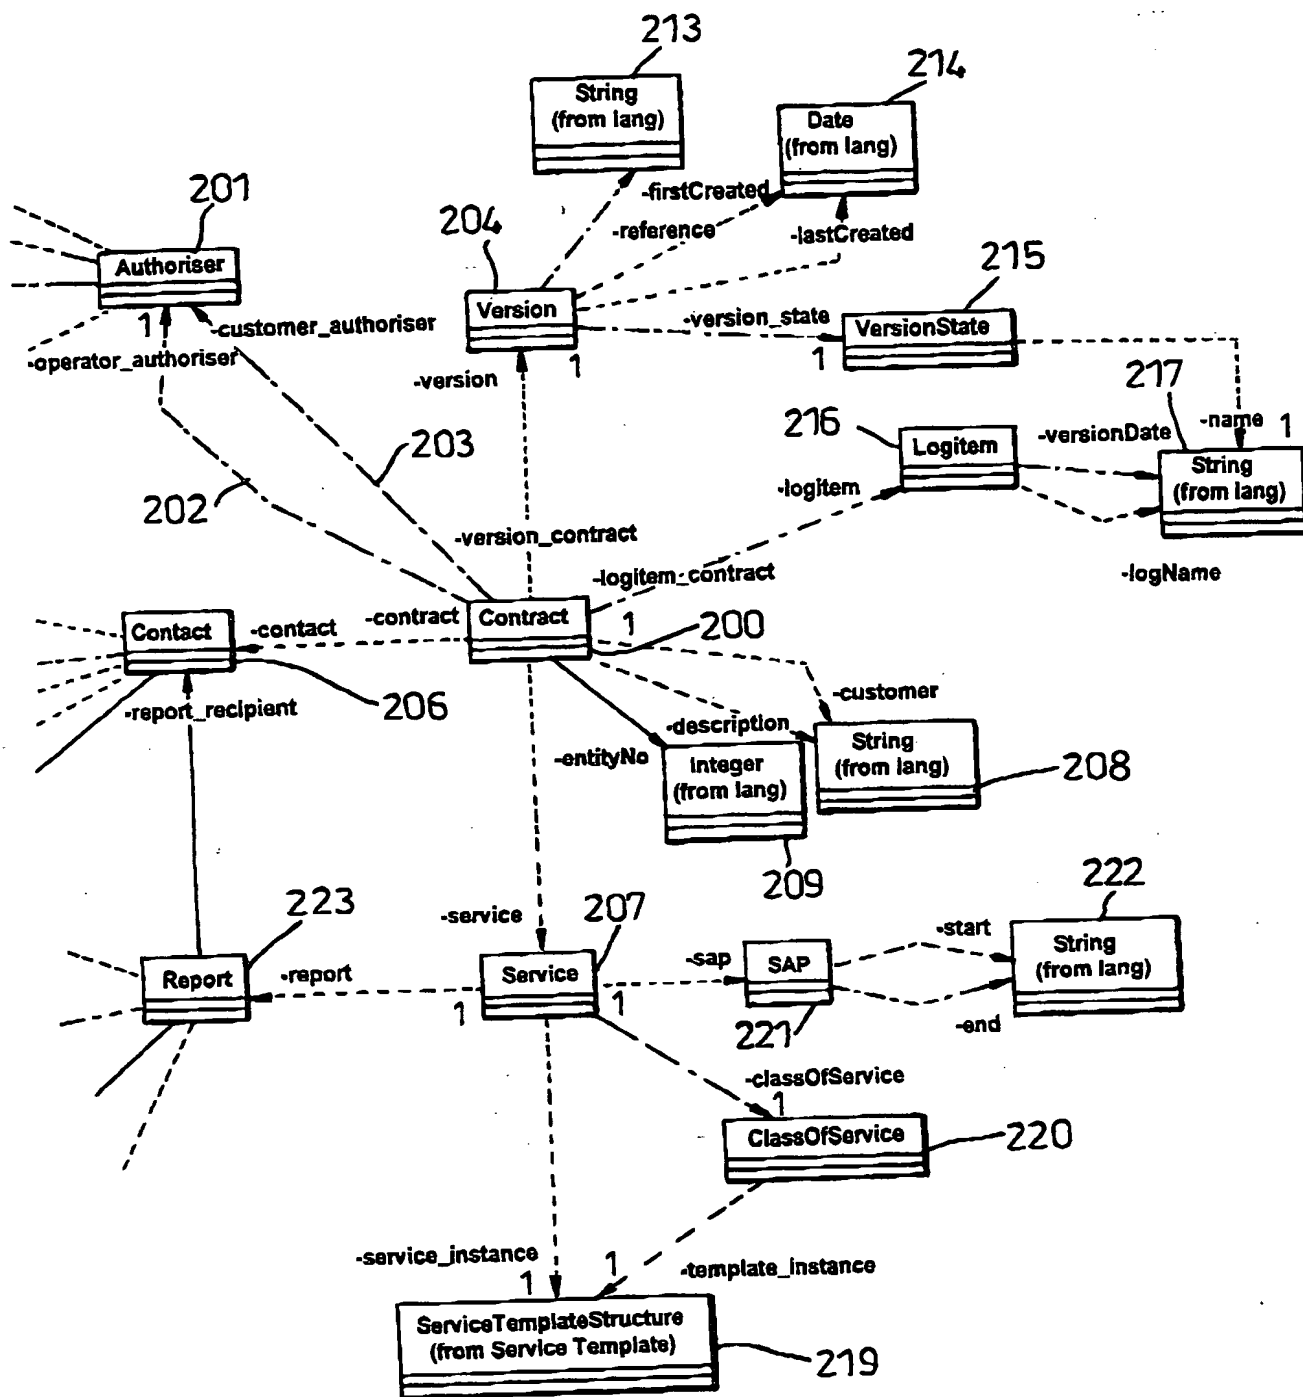 213
String
(from lang)
214
Date
(from lang)
201
Authoriser
1
-customer_authoriser
-operator_authoriser
204
Version
1
-firstCreated
-reference
-lastCreated
-version_state
215
VersionState
1
-version
217
216
Logitem
-versionDate
-name
1
String
(from lang)
-logitem
-logName
203
202
-version_contract
-logitem_contract
Contact
-contact
-contract
Contract
1
200
206
-report_recipient
-customer
-description
-entityNo
Integer
(from lang)
String
(from lang)
208
209
222
223
-service
207
-start
Report
-report
Service
1
1
-sap
SAP
221
String
(from lang)
-end
-classOfService
1
ClassOfService
220
-service_instance
1
1
-template_instance
ServiceTemplateStructure
(from Service Template)
219